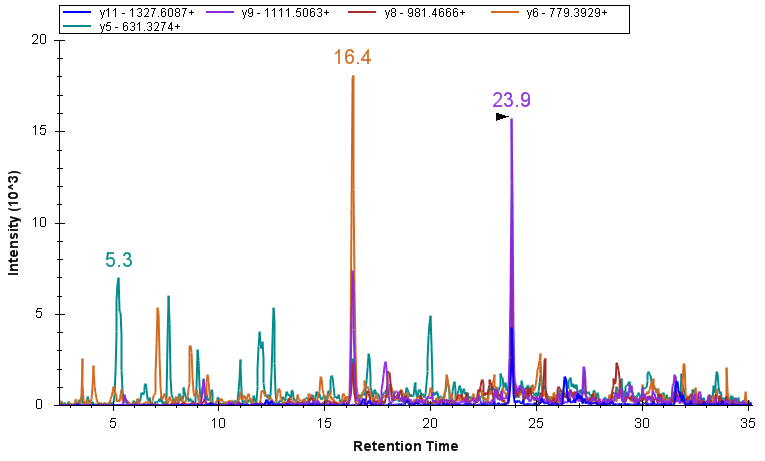 y11 - 1327.6087+ y9 - 1111.5063+ y8 - 981.4666+ y6 - 779.3929+
y5 - 631.3274+
20
16.4
23.9
15
Intensity (10^3)
10
5.3
5
0
5 10 15 20 25 30 35
Retention Time